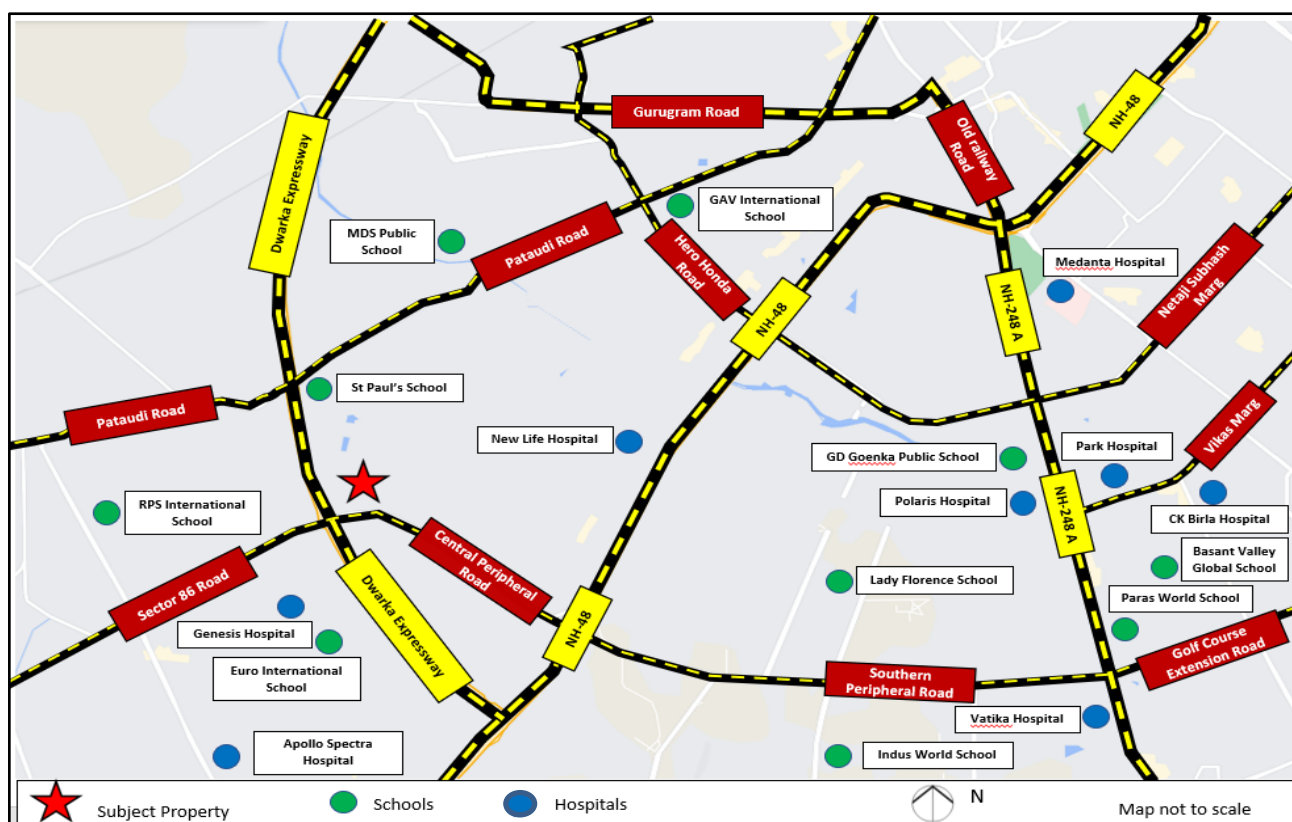 Gurugram Road
Old railway
Road
NH-48
Dwarka Expressway
GAV International
School
MDS Public
School
Pataudi Road
Hero Honda
Road
Medanta Hospital
NH-248 A
Netaji Subhash
Marg
NH-48
St Paul's School
Pataudi Road
New Life Hospital
GD Goenka Public School
Park Hospital
Vikas Marg
RPS International
School
Polaris Hospital
NH-248 A
CK Birla Hospital
Central Peripheral
Road
Basant Valley
Global School
Sector 86 Road
Lady Florence School
Paras World School
Genesis Hospital
Dwarka Expressway
NH-48
Golf Course
Extension Road
Euro International
School
Southern
Peripheral Road
Vatika Hospital
Apollo Spectra
Hospital
Indus World School
Subject Property
Schools
Hospitals
N
Map not to scale